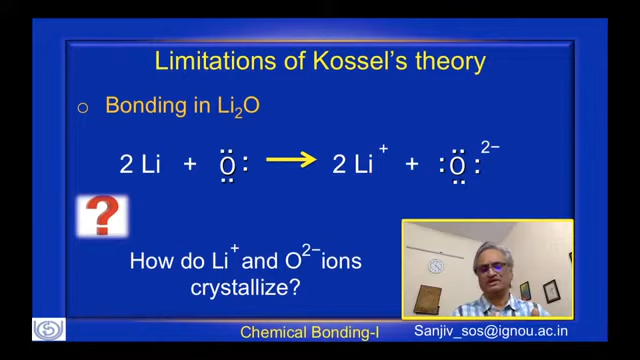 Limitations of Kossel's theory
o Bonding in Li₂O
2 Li + :Ö: → 2 Li⁺ + :Ö:²⁻
?
How do Li⁺ and O²⁻ ions
crystallize?
Chemical Bonding-I
Sanjiv_sos@ignou.ac.in